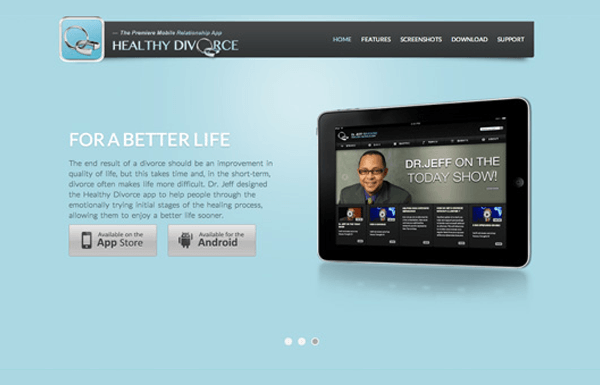 — The Premiere Mobile Relationship App
HEALTHY DIVORCE
HOME FEATURES SCREENSHOTS DOWNLOAD SUPPORT
FOR A BETTER LIFE
The end result of a divorce should be an improvement in
quality of life, but this takes time and, in the short-term,
divorce often makes life more difficult. Dr. Jeff designed
the Healthy Divorce app to help people through the
emotionally trying initial stages of the healing process,
allowing them to enjoy a better life sooner.
Available on the
App Store
Available for the
Android
DR. JEFF
DR.JEFF ON THE
TODAY SHOW!